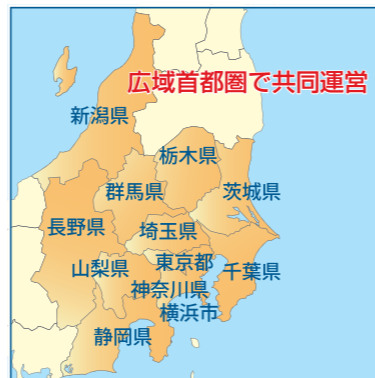 広域首都圏で共同運営
新潟県
栃木県
群馬県
茨城県
長野県
埼玉県
東京都
山梨県
千葉県
神奈川県
横浜市
静岡県